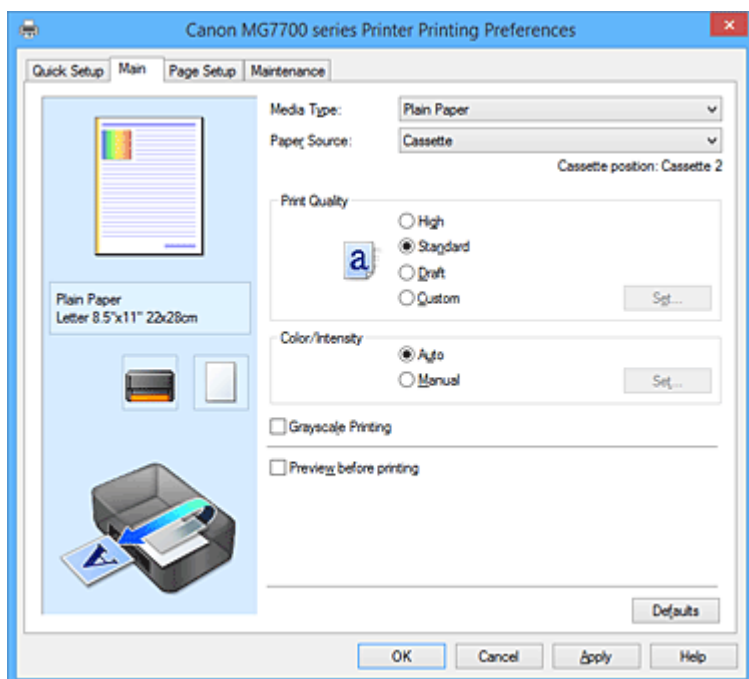 Canon MG7700 series Printer Printing Preferences
Quick Setup Main Page Setup Maintenance
Media Type: Plain Paper
Paper Source: Cassette
Cassette position: Cassette 2
Print Quality
High
a Standard
Draft
Custom Set...
Plain Paper
Letter 8.5"x11" 22x28cm
Color/Intensity
Auto
Manual Set...
Grayscale Printing
Preview before printing
A
Defaults
OK Cancel Apply Help